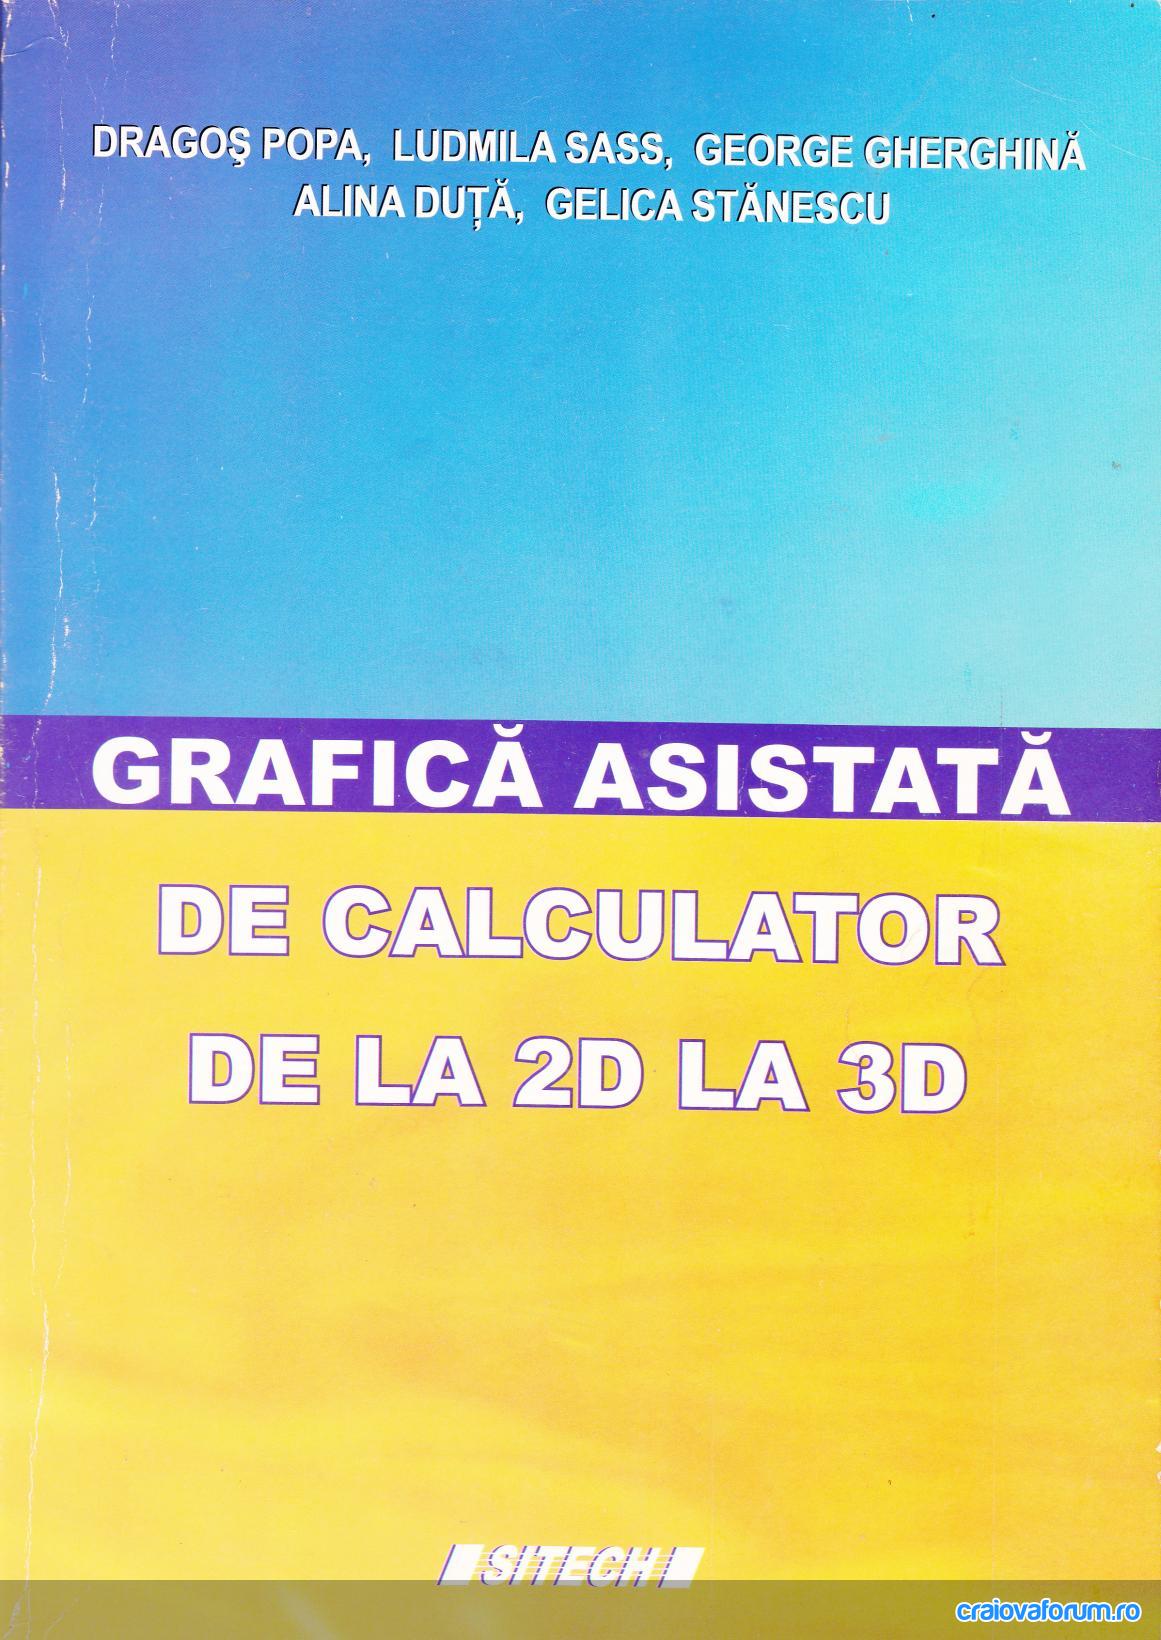 DRAGOŞ POPA, LUDMILA SASS, GEORGE GHERGHINĂ
ALINA DUȚĂ, GELICA STĂNESCU
GRAFICĂ ASISTATĂ
DE CALCULATOR
DE LA 2D LA 3D
SITECH
craiovaforum.ro